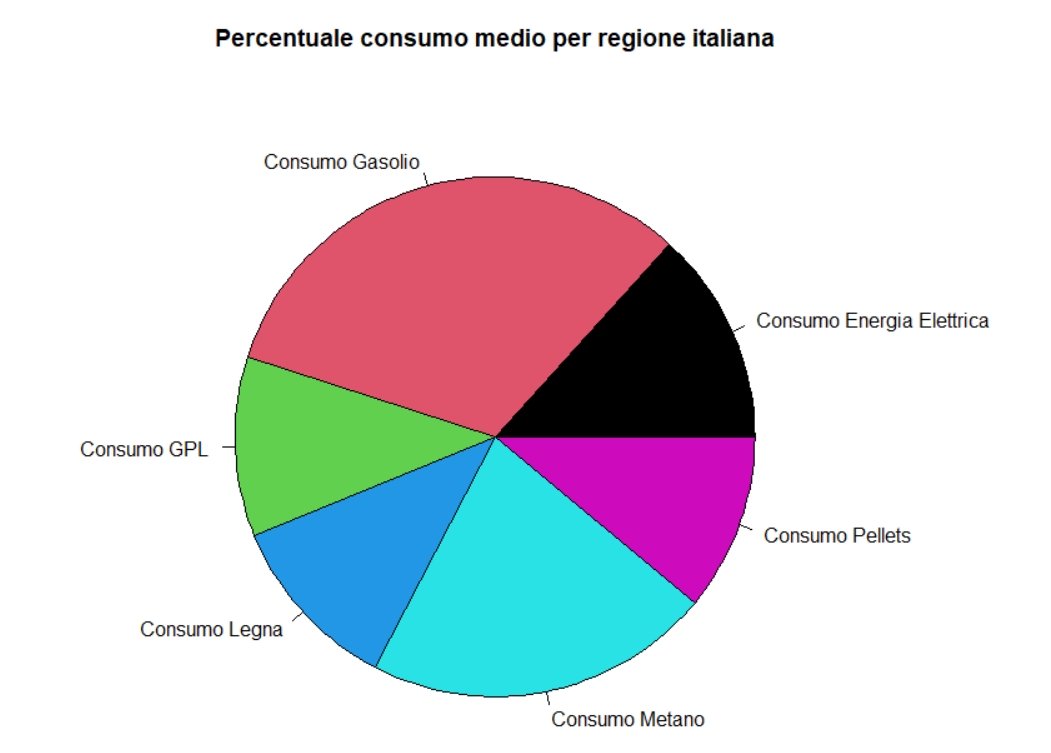 Percentuale consumo medio per regione italiana
Consumo Gasolio
Consumo Energia Elettrica
Consumo GPL
Consumo Pellets
Consumo Legna
Consumo Metano